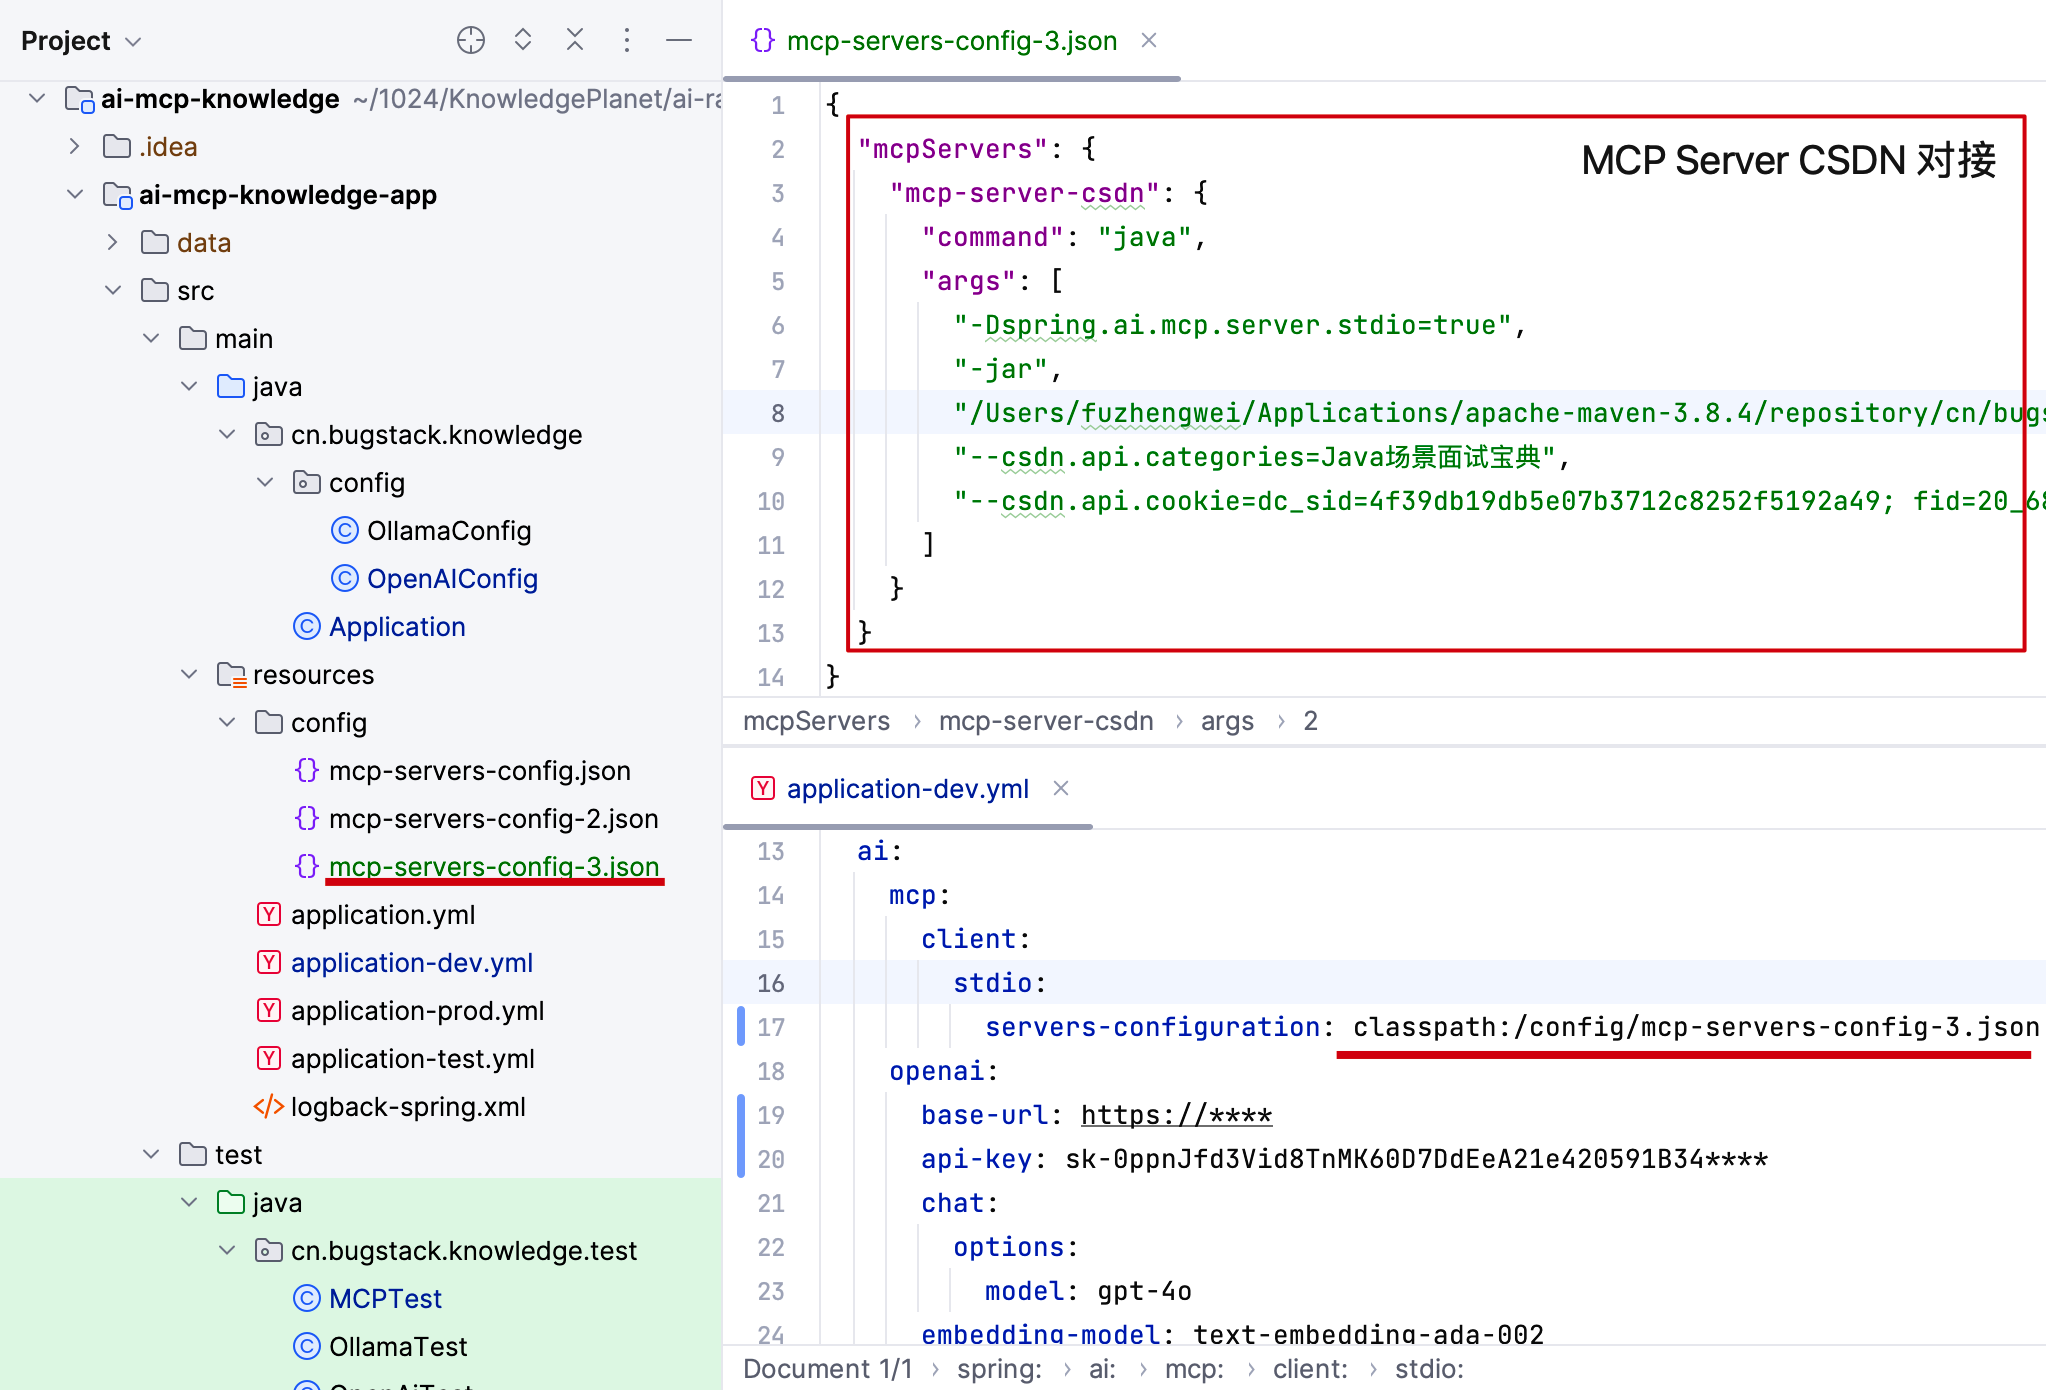 Project
ai-mcp-knowledge ~/1024/KnowledgePlanet/ai-ra
.idea
ai-mcp-knowledge-app
data
src
main
java
cn.bugstack.knowledge
config
OllamaConfig
OpenAIConfig
Application
resources
config
mcp-servers-config.json
mcp-servers-config-2.json
mcp-servers-config-3.json
application.yml
application-dev.yml
application-prod.yml
application-test.yml
logback-spring.xml
test
java
cn.bugstack.knowledge.test
MCPTest
OllamaTest
OpenAiTest
mcp-servers-config-3.json
1 {
MCP Server CSDN 对接
2 "mcpServers": {
3 "mcp-server-csdn": {
4 "command": "java",
5 "args": [
6 "-Dspring.ai.mcp.server.stdio=true",
7 "-jar",
8 "/Users/fuzhengwei/Applications/apache-maven-3.8.4/repository/cn/bugs
9 "--csdn.api.categories=Java场景面试宝典",
10 "--csdn.api.cookie=dc_sid=4f39db19db5e07b3712c8252f5192a49; fid=20_68
11 ]
12 }
13 }
14 }
mcpServers › mcp-server-csdn › args › 2
application-dev.yml
13 ai:
14 mcp:
15 client:
16 stdio:
17 servers-configuration: classpath:/config/mcp-servers-config-3.json
18 openai:
19 base-url: https://****
20 api-key: sk-0ppnJfd3Vid8TnMK60D7DdEeA21e420591B34****
21 chat:
22 options:
23 model: gpt-4o
24 embedding-model: text-embedding-ada-002
Document 1/1 › spring: › ai: › mcp: › client: › stdio: